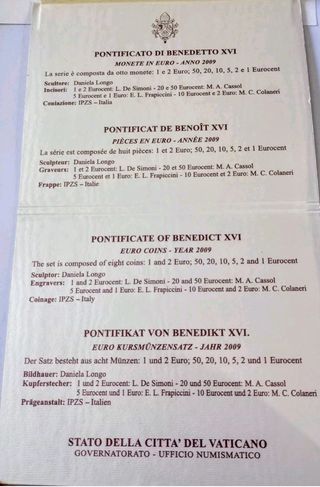 PONTIFICATO DI BENEDETTO XVI
MONETE IN EURO - ANNO 2009
La serie è composta da otto monete: 1 e 2 Euro; 50, 20, 10, 5, 2 e 1 Eurocent
Scultore: Daniela Longo
Incisori: 1 e 2 Eurocent: L. De Simoni - 20 e 50 Eurocent: M. A. Cassol
5 Eurocent e 1 Euro: E. L. Frapiccini - 10 Eurocent e 2 Euro: M. C. Colaneri
Coniazione: IPZS – Italia
PONTIFICAT DE BENOÎT XVI
PIÈCES EN EURO - ANNÉE 2009
La série est composée de huit pièces: 1 et 2 Euro; 50, 20, 10, 5, 2 et 1 Eurocent
Sculpteur: Daniela Longo
Graveurs: 1 et 2 Eurocent: L. De Simoni - 20 et 50 Eurocent: M. A. Cassol
5 Eurocent et 1 Euro: E. L. Frapiccini - 10 Eurocent et 2 Euro: M. C. Colaneri
Frappe: IPZS – Italie
PONTIFICATE OF BENEDICT XVI
EURO COINS - YEAR 2009
The set is composed of eight coins: 1 and 2 Euro; 50, 20, 10, 5, 2 and 1 Eurocent
Sculptor: Daniela Longo
Engravers: 1 and 2 Eurocent: L. De Simoni - 20 and 50 Eurocent: M. A. Cassol
5 Eurocent and 1 Euro: E. L. Frapiccini - 10 Eurocent and 2 Euro: M. C. Colaneri
Coinage: IPZS – Italy
PONTIFIKAT VON BENEDIKT XVI.
EURO KURSMÜNZENSATZ - JAHR 2009
Der Satz besteht aus acht Münzen: 1 und 2 Euro; 50, 20, 10, 5, 2 und 1 Eurocent
Bildhauer: Daniela Longo
Kupferstecher: 1 und 2 Eurocent: L. De Simoni - 20 und 50 Eurocent: M. A. Cassol
5 Eurocent und 1 Euro: E. L. Frapiccini - 10 Eurocent und 2 Euro: M. C. Colaneri
Prägeanstalt: IPZS – Italien
STATO DELLA CITTA' DEL VATICANO
GOVERNATORATO - UFFICIO NUMISMATICO